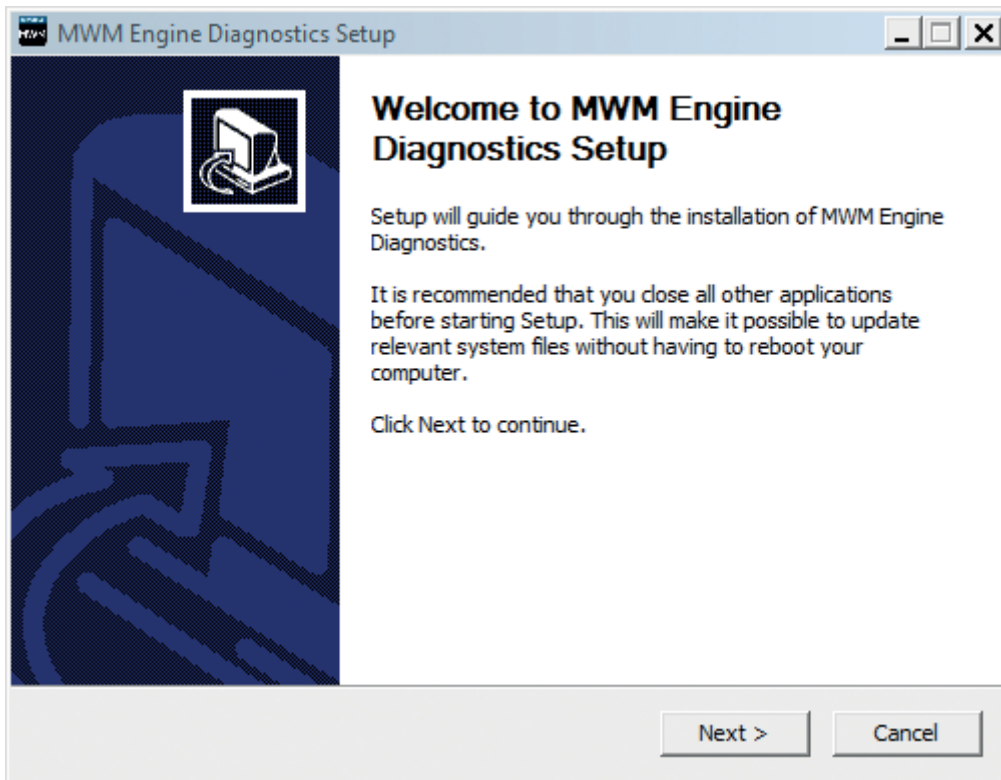 MWM Engine Diagnostics Setup
Welcome to MWM Engine
Diagnostics Setup
Setup will guide you through the installation of MWM Engine
Diagnostics.
It is recommended that you close all other applications
before starting Setup. This will make it possible to update
relevant system files without having to reboot your
computer.
Click Next to continue.
Next >
Cancel